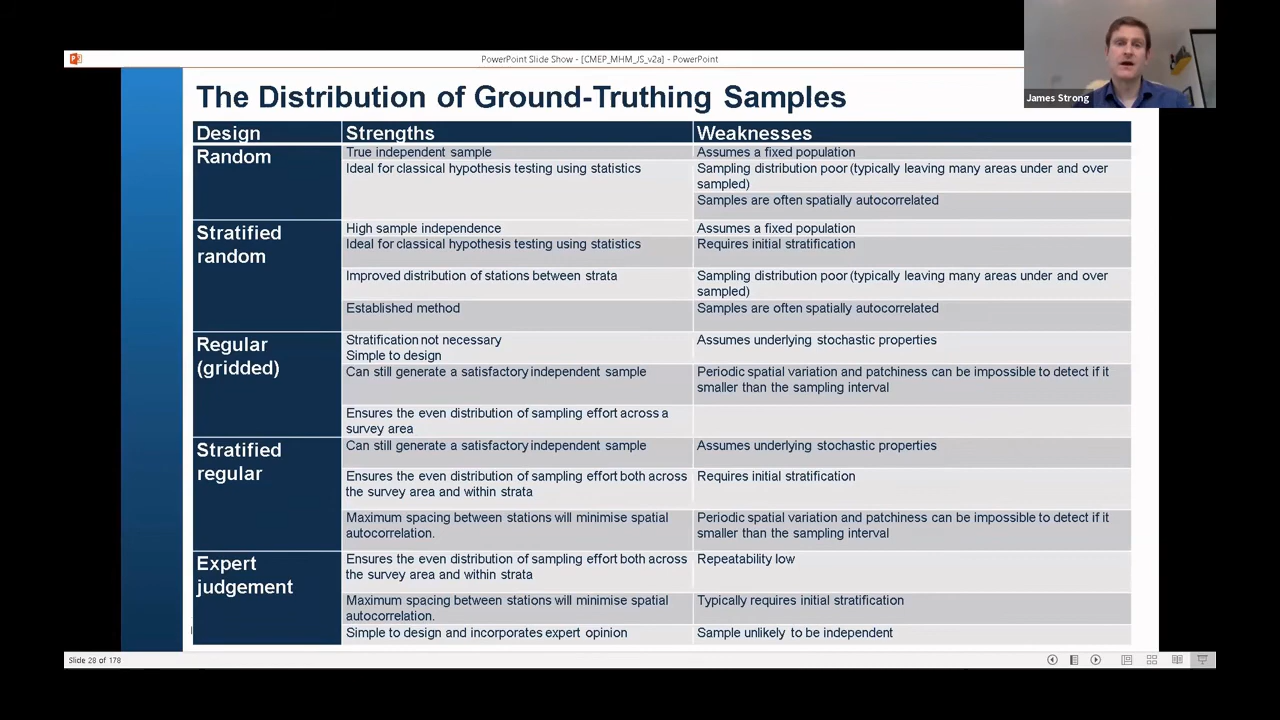 PowerPoint Slide Show - [CMEP_MHM_JS_v2a] - PowerPoint
James Strong
The Distribution of Ground-Truthing Samples
Design Strengths Weaknesses
Random
True independent sample
Assumes a fixed population
Ideal for classical hypothesis testing using statistics
Sampling distribution poor (typically leaving many areas under and over
sampled)
Samples are often spatially autocorrelated
Stratified
random
High sample independence
Assumes a fixed population
Ideal for classical hypothesis testing using statistics
Requires initial stratification
Improved distribution of stations between strata
Sampling distribution poor (typically leaving many areas under and over
sampled)
Established method
Samples are often spatially autocorrelated
Regular
(gridded)
Stratification not necessary
Simple to design
Assumes underlying stochastic properties
Can still generate a satisfactory independent sample
Periodic spatial variation and patchiness can be impossible to detect if it
smaller than the sampling interval
Ensures the even distribution of sampling effort across a
survey area
Stratified
regular
Can still generate a satisfactory independent sample
Assumes underlying stochastic properties
Ensures the even distribution of sampling effort both across
the survey area and within strata
Requires initial stratification
Maximum spacing between stations will minimise spatial
autocorrelation.
Periodic spatial variation and patchiness can be impossible to detect if it
smaller than the sampling interval
Expert
judgement
Ensures the even distribution of sampling effort both across
the survey area and within strata
Repeatability low
Maximum spacing between stations will minimise spatial
autocorrelation.
Typically requires initial stratification
Simple to design and incorporates expert opinion
Sample unlikely to be independent
Slide 28 of 178